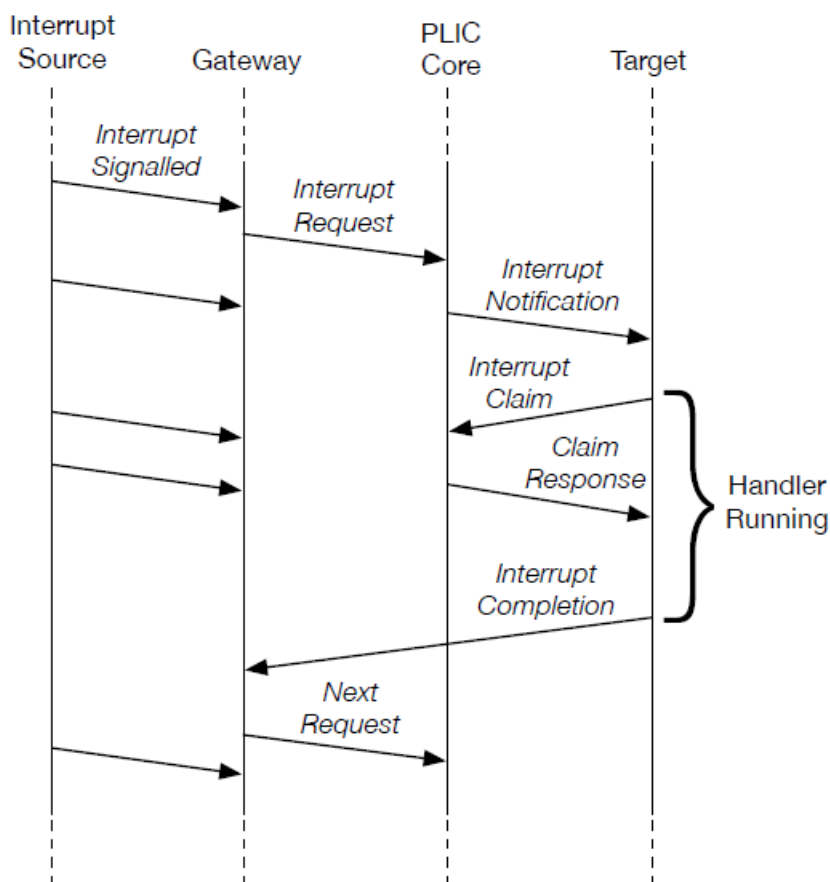 Interrupt
Source
Gateway
PLIC
Core
Target
Interrupt
Signalled
Interrupt
Request
Interrupt
Notification
Interrupt
Claim
Claim
Response
Handler
Running
Interrupt
Completion
Next
Request